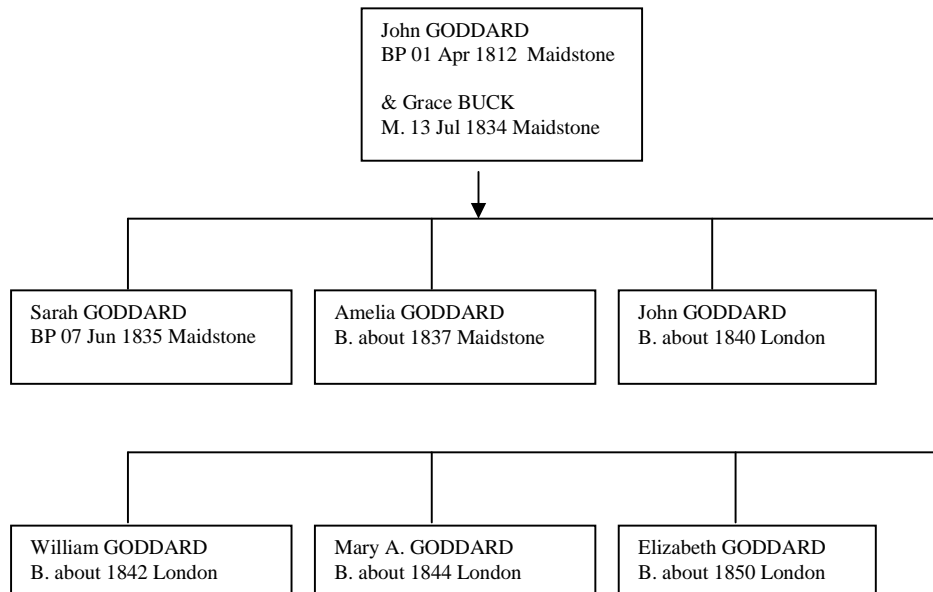 John GODDARD
BP 01 Apr 1812 Maidstone
& Grace BUCK
M. 13 Jul 1834 Maidstone
Sarah GODDARD
BP 07 Jun 1835 Maidstone
Amelia GODDARD
B. about 1837 Maidstone
John GODDARD
B. about 1840 London
William GODDARD
B. about 1842 London
Mary A. GODDARD
B. about 1844 London
Elizabeth GODDARD
B. about 1850 London